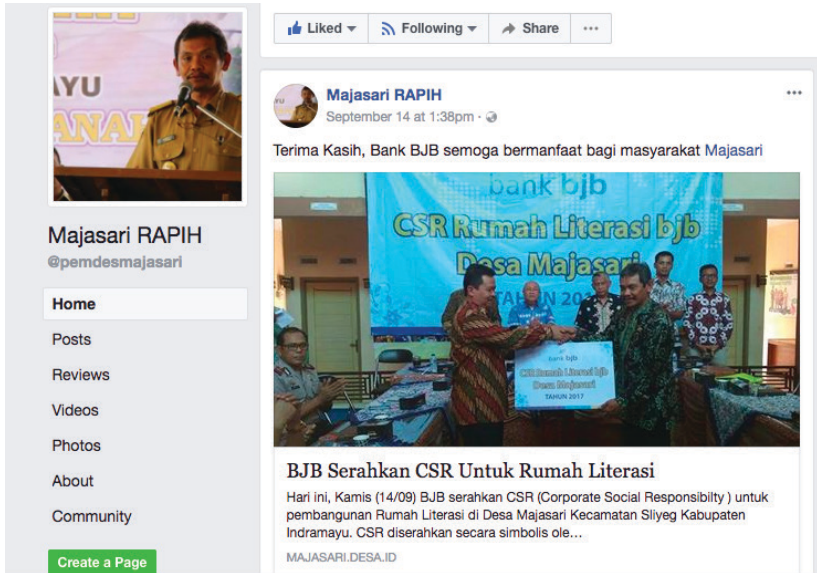 YU
ANAK
Majasari RAPIH
@pemdesmajasari
Home
Posts
Reviews
Videos
Photos
About
Community
Create a Page
Liked
Following
Share
Majasari RAPIH
September 14 at 1:38pm ·
Terima Kasih, Bank BJB semoga bermanfaat bagi masyarakat Majasari
bank bjb
CSR Rumah Literasi bjb
Desa Majasari
TAHUN 2017
bank bjb
CSR Rumah Literasi bjb
Desa Majasari
TAHUN 2017
BJB Serahkan CSR Untuk Rumah Literasi
Hari ini, Kamis (14/09) BJB serahkan CSR (Corporate Social Responsibilty ) untuk
pembangunan Rumah Literasi di Desa Majasari Kecamatan Sliyeg Kabupaten
Indramayu. CSR diserahkan secara simbolis ole...
MAJASARI.DESA.ID